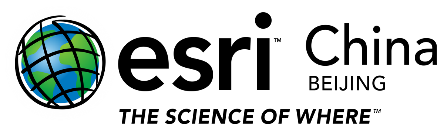 esri™ China
BEIJING
THE SCIENCE OF WHERE™